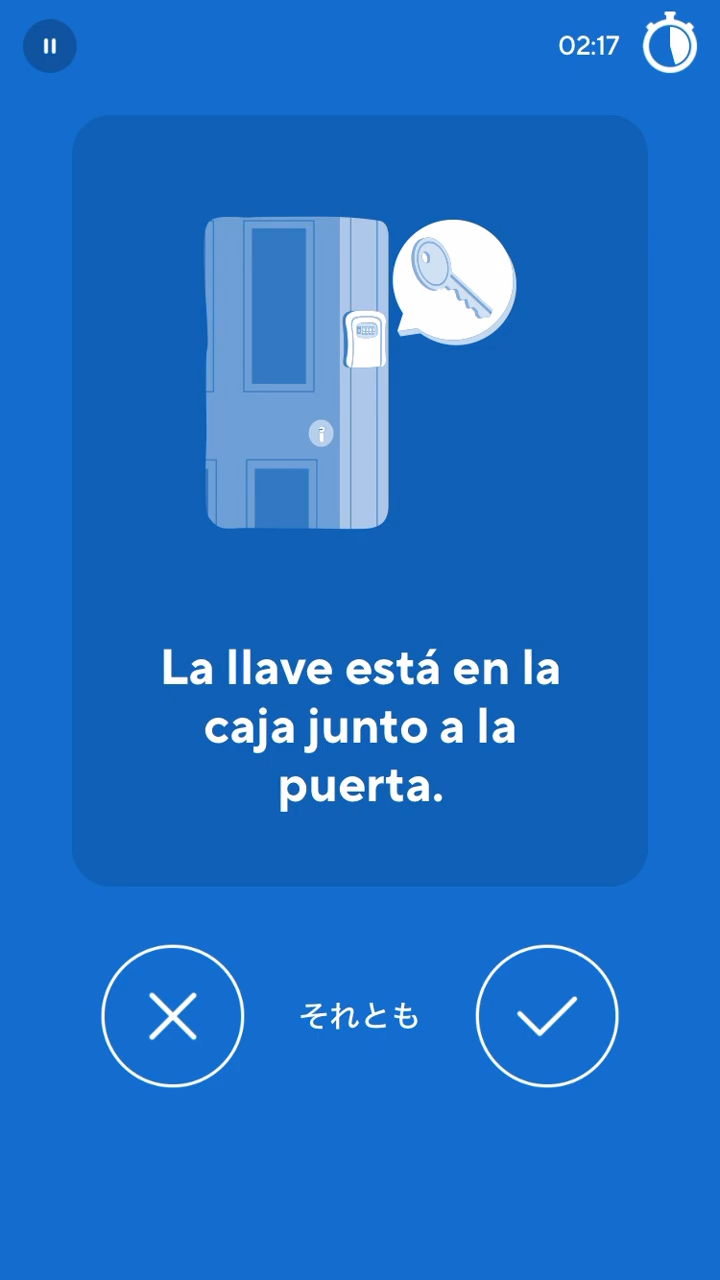 02:17
La llave está en la
caja junto a la
puerta.
それとも